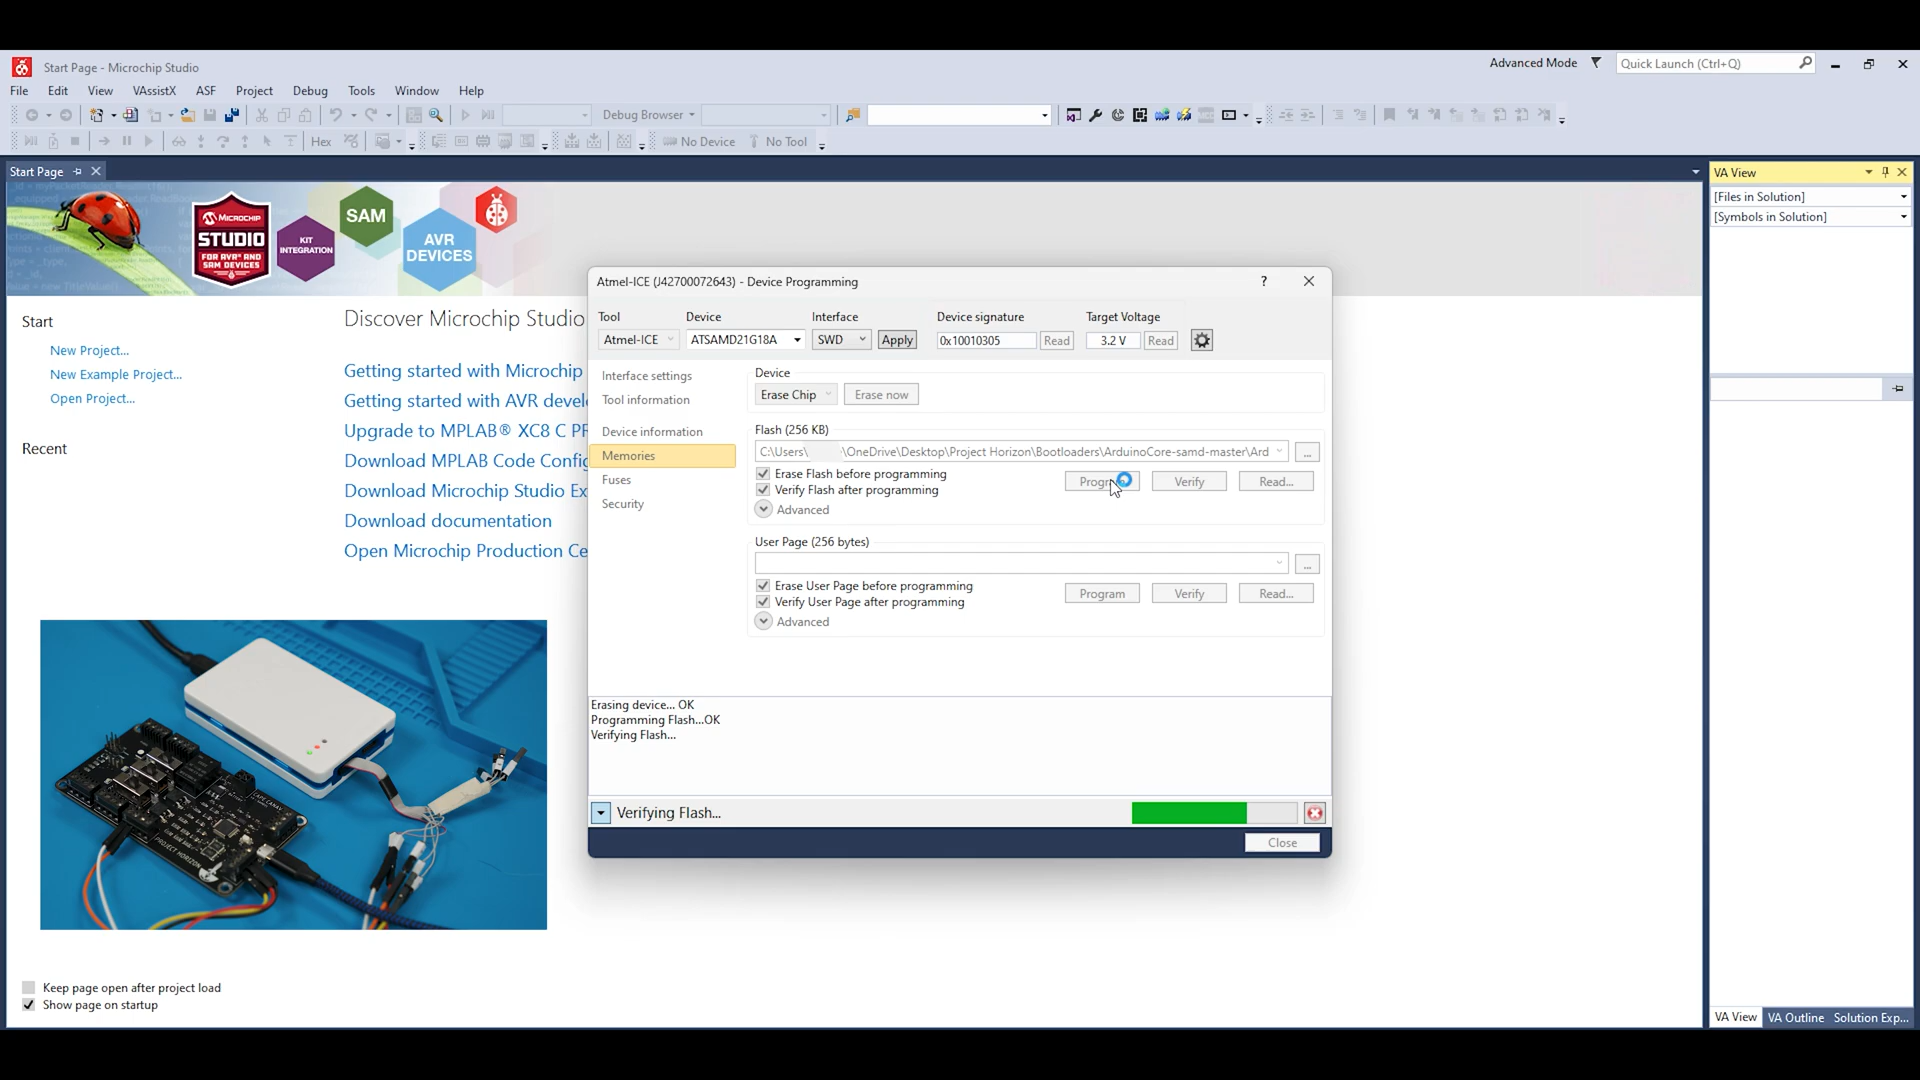 Start Page - Microchip Studio
Advanced Mode
Quick Launch (Ctrl+Q)
File Edit View VAssistX ASF Project Debug Tools Window Help
Debug Browser
Hex
No Device
No Tool
Start Page
MICROCHIP
STUDIO
FOR AVR® AND
SAM DEVICES
KIT
INTEGRATION
SAM
AVR
DEVICES
VA View
[Files in Solution]
[Symbols in Solution]
Start
New Project...
New Example Project...
Open Project...
Recent
Discover Microchip Studio
Getting started with Microchip
Getting started with AVR devel
Upgrade to MPLAB® XC8 C PR
Download MPLAB Code Config
Download Microchip Studio Ex
Download documentation
Open Microchip Production Ce
Atmel-ICE (J42700072643) - Device Programming
Tool Device Interface Device signature Target Voltage
Atmel-ICE ATSAMD21G18A SWD Apply 0x10010305 Read 3.2 V Read
Interface settings
Tool information
Device information
Memories
Fuses
Security
Device
Erase Chip Erase now
Flash (256 KB)
C:\Users\ \OneDrive\Desktop\Project Horizon\Bootloaders\ArduinoCore-samd-master\Ard
...
Erase Flash before programming
Verify Flash after programming
Program Verify Read...
Advanced
User Page (256 bytes)
...
Erase User Page before programming
Verify User Page after programming
Program Verify Read...
Advanced
Erasing device... OK
Programming Flash...OK
Verifying Flash...
Verifying Flash...
Close
PROJECT HORIZON
Keep page open after project load
Show page on startup
VA View VA Outline Solution Exp...